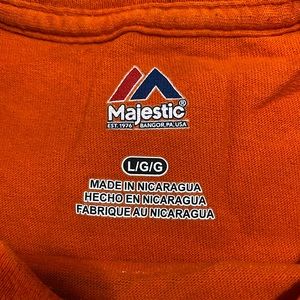 Majestic®
EST. 1976 BANGOR, PA, USA
L/G/G
MADE IN NICARAGUA
HECHO EN NICARAGUA
FABRIQUE AU NICARAGUA